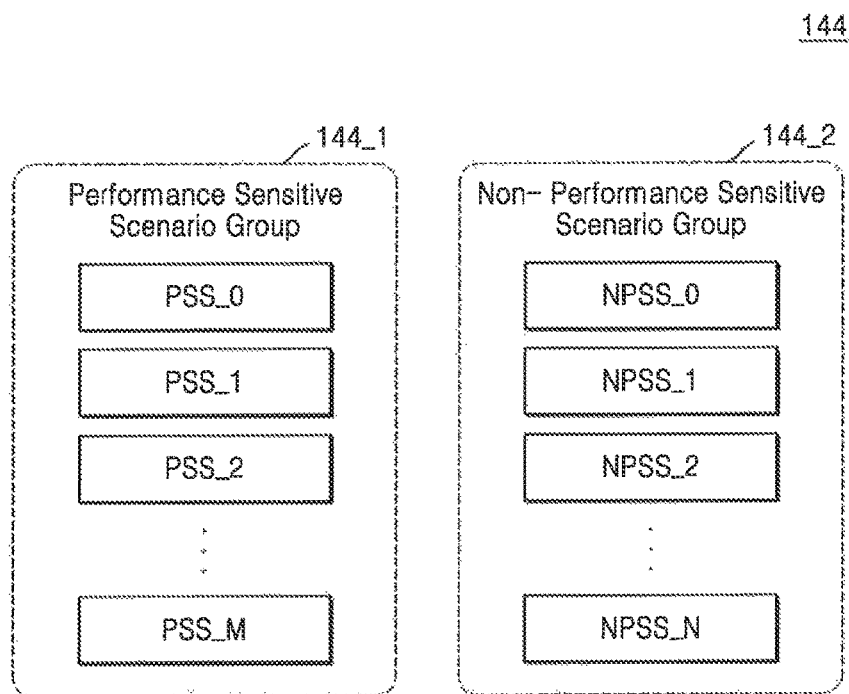 144
144_1
Performance Sensitive
Scenario Group
PSS_0
PSS_1
PSS_2
PSS_M
144_2
Non- Performance Sensitive
Scenario Group
NPSS_0
NPSS_1
NPSS_2
NPSS_N